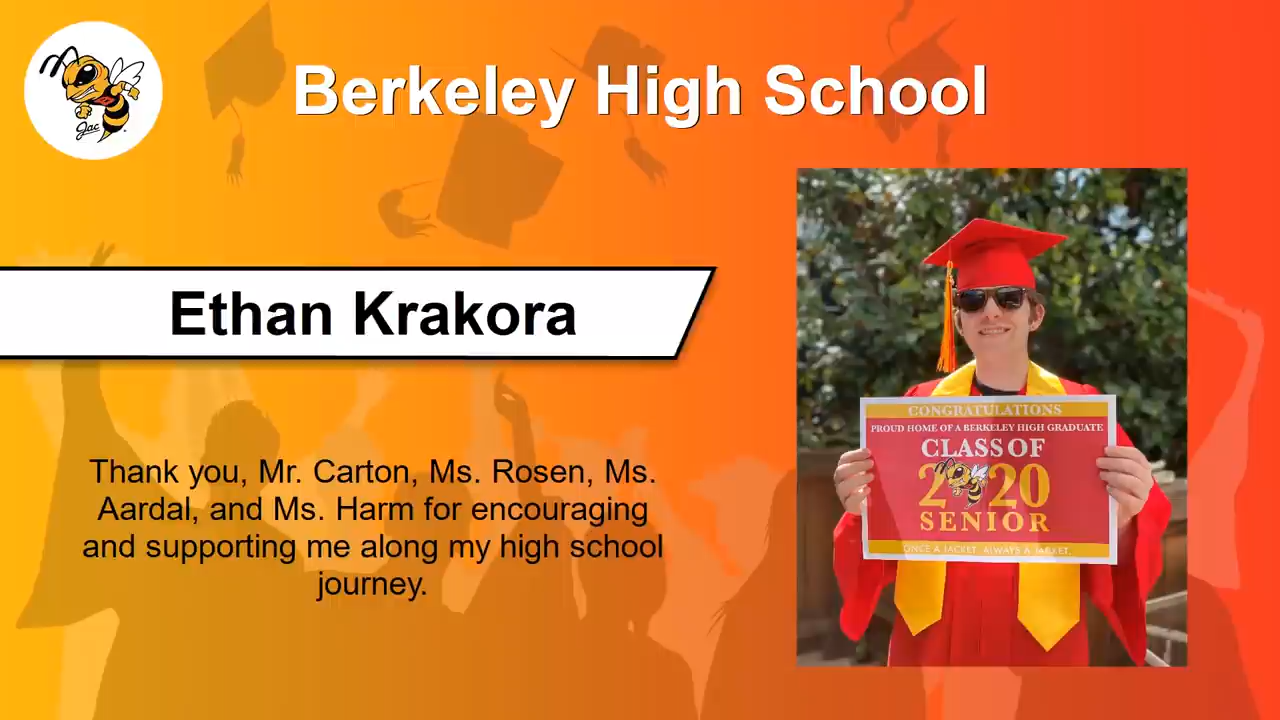 Jac
Berkeley High School
Ethan Krakora
Thank you, Mr. Carton, Ms. Rosen, Ms.
Aardal, and Ms. Harm for encouraging
and supporting me along my high school
journey.
CONGRATULATIONS
PROUD HOME OF A BERKELEY HIGH GRADUATE
CLASS OF
2020
SENIOR
ONCE A JACKET, ALWAYS A JACKET.